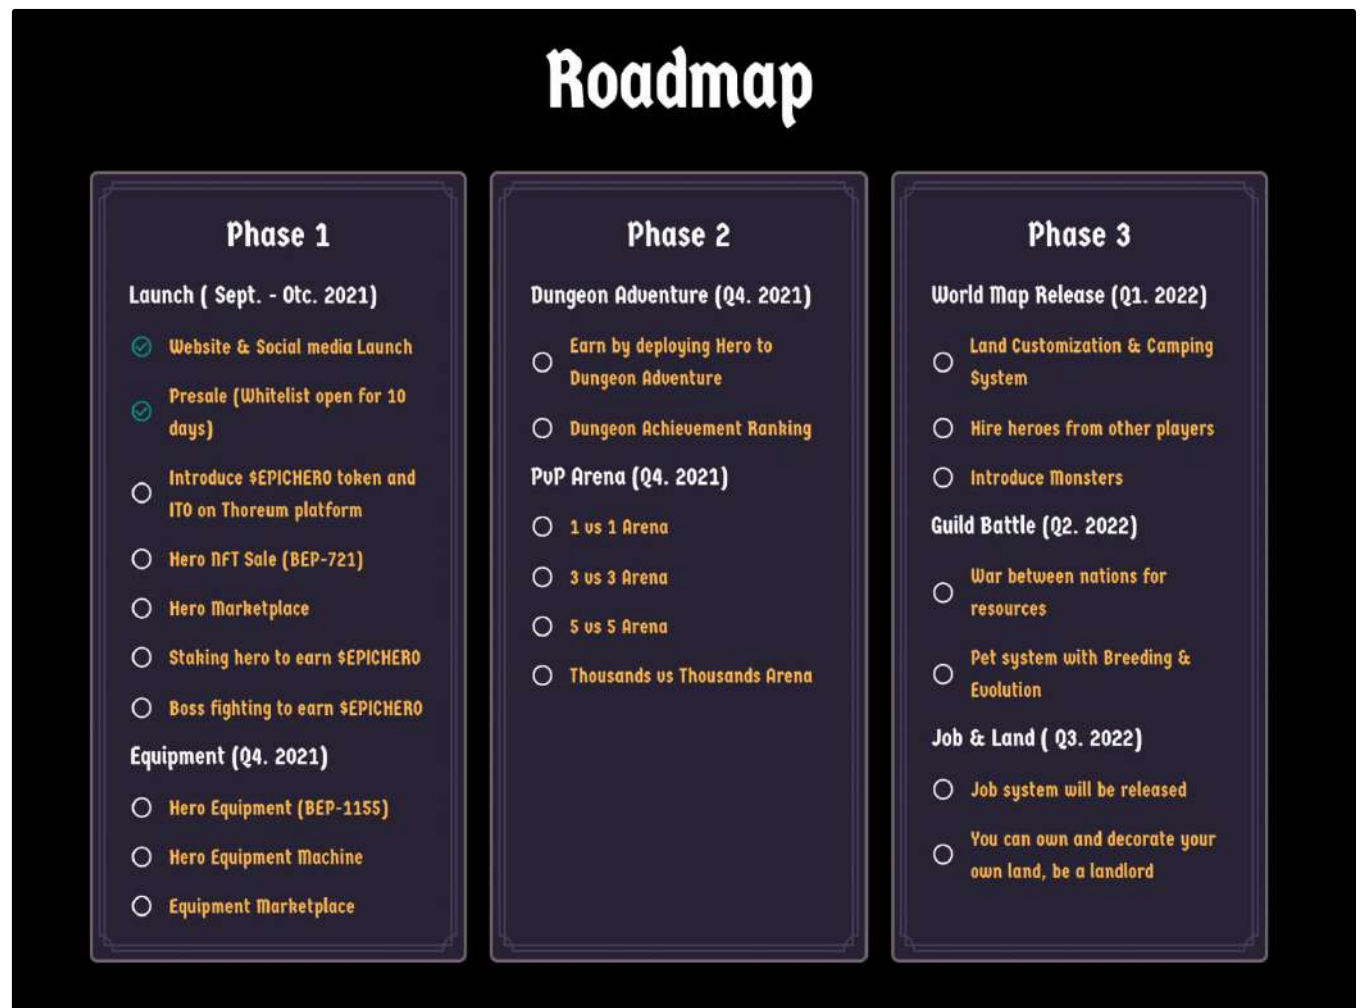 Roadmap
Phase 1
Launch ( Sept. - Otc. 2021)
Website & Social media Launch
Presale (Whitelist open for 10
days)
Introduce $EPICHERO token and
ITO on Thoreum platform
Hero NFT Sale (BEP-721)
Hero Marketplace
Staking hero to earn $EPICHERO
Boss fighting to earn $EPICHERO
Equipment (Q4. 2021)
Hero Equipment (BEP-1155)
Hero Equipment Machine
Equipment Marketplace
Phase 2
Dungeon Adventure (Q4. 2021)
Earn by deploying Hero to
Dungeon Adventure
Dungeon Achievement Ranking
PvP Arena (Q4. 2021)
1 vs 1 Arena
3 vs 3 Arena
5 vs 5 Arena
Thousands vs Thousands Arena
Phase 3
World Map Release (Q1. 2022)
Land Customization & Camping
System
Hire heroes from other players
Introduce Monsters
Guild Battle (Q2. 2022)
War between nations for
resources
Pet system with Breeding &
Evolution
Job & Land ( Q3. 2022)
Job system will be released
You can own and decorate your
own land, be a landlord